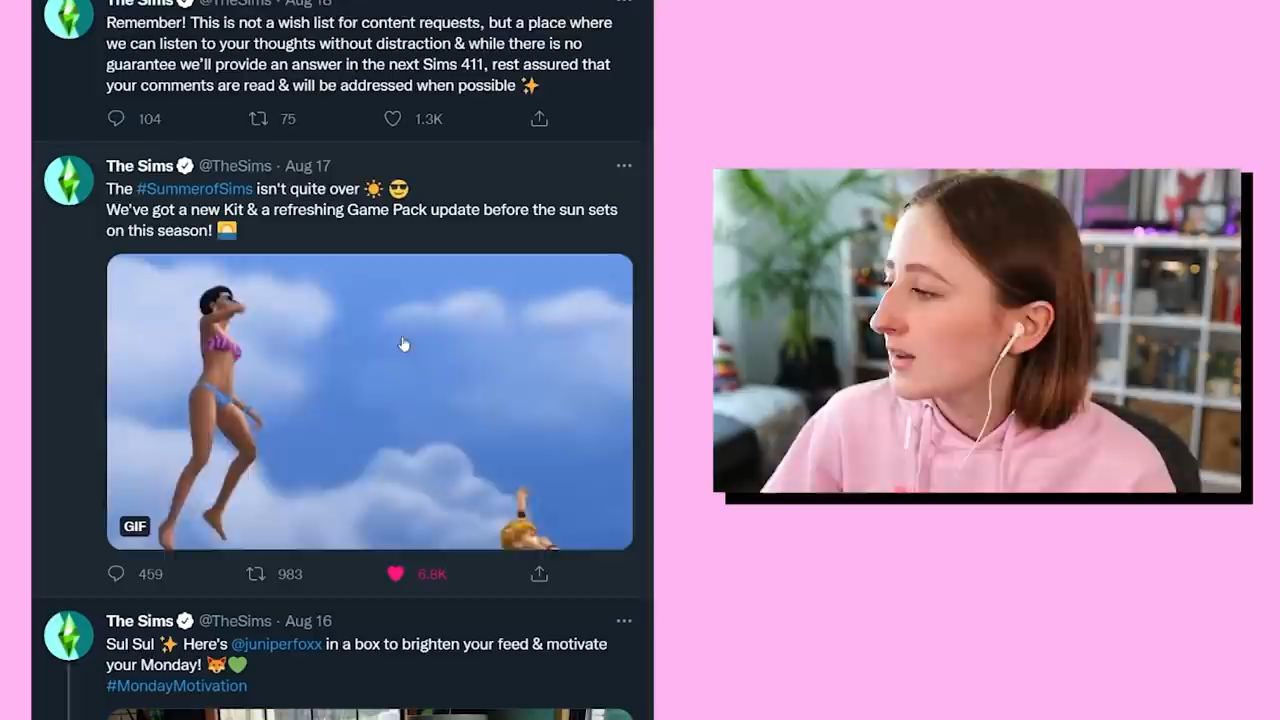 The Sims @TheSims · Aug 18
Remember! This is not a wish list for content requests, but a place where
we can listen to your thoughts without distraction & while there is no
guarantee we'll provide an answer in the next Sims 411, rest assured that
your comments are read & will be addressed when possible ✨
104 75 1.3K
The Sims @TheSims · Aug 17
The #SummerofSims isn't quite over ☀️ 😎
We've got a new Kit & a refreshing Game Pack update before the sun sets
on this season! 🌅
GIF
459 983 6.8K
The Sims @TheSims · Aug 16
Sul Sul ✨ Here's @juniperfoxx in a box to brighten your feed & motivate
your Monday! 🦊💚
#MondayMotivation